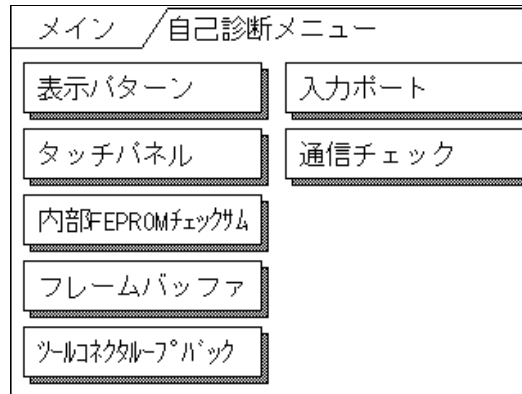 メイン
自己診断メニュー
表示パターン
入力ポート
タッチパネル
通信チェック
内部FEPROMﾁｪｯｸｻﾑ
フレームバッファ
ﾂｰﾙｺﾈｸﾀﾙｰﾌﾟﾊﾞｯｸ